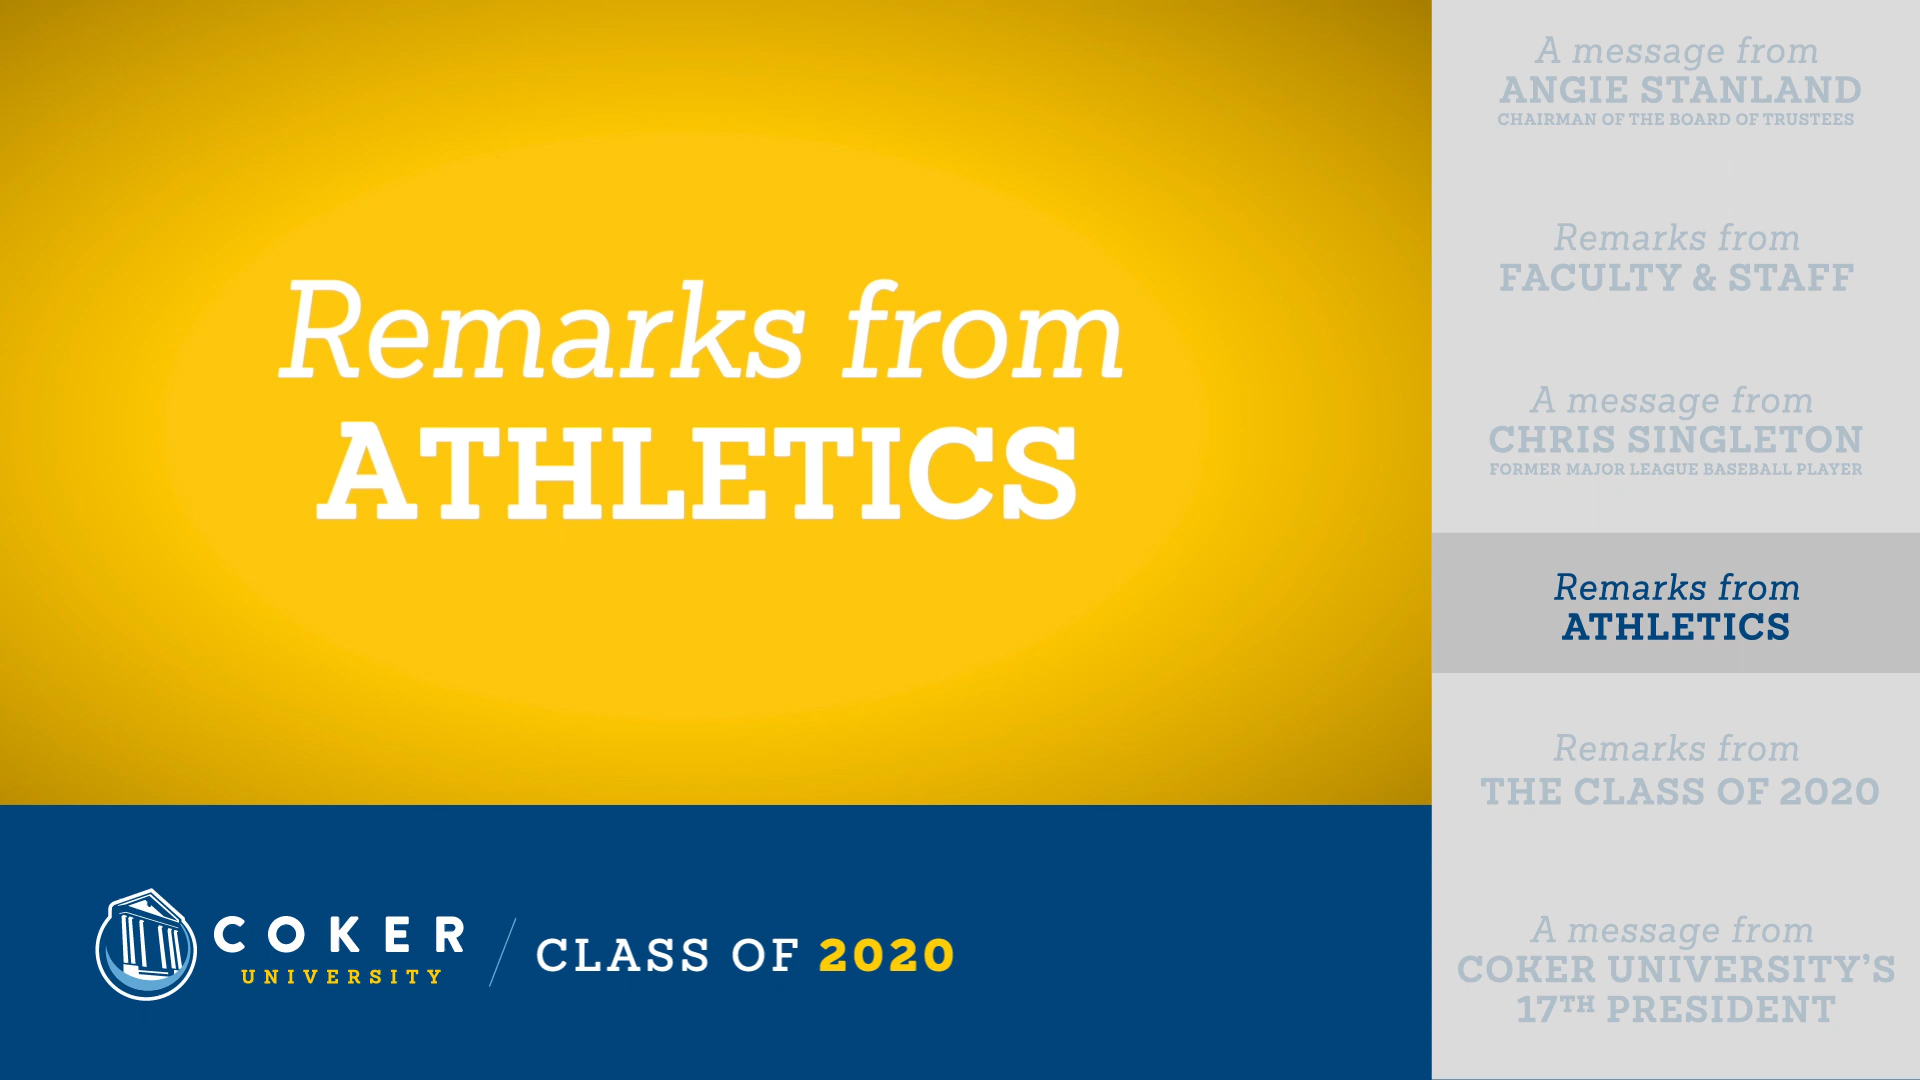 Remarks from
ATHLETICS
COKER
UNIVERSITY
CLASS OF 2020
A message from
ANGIE STANLAND
CHAIRMAN OF THE BOARD OF TRUSTEES
Remarks from
FACULTY & STAFF
A message from
CHRIS SINGLETON
FORMER MAJOR LEAGUE BASEBALL PLAYER
Remarks from
ATHLETICS
Remarks from
THE CLASS OF 2020
A message from
COKER UNIVERSITY'S
17TH PRESIDENT